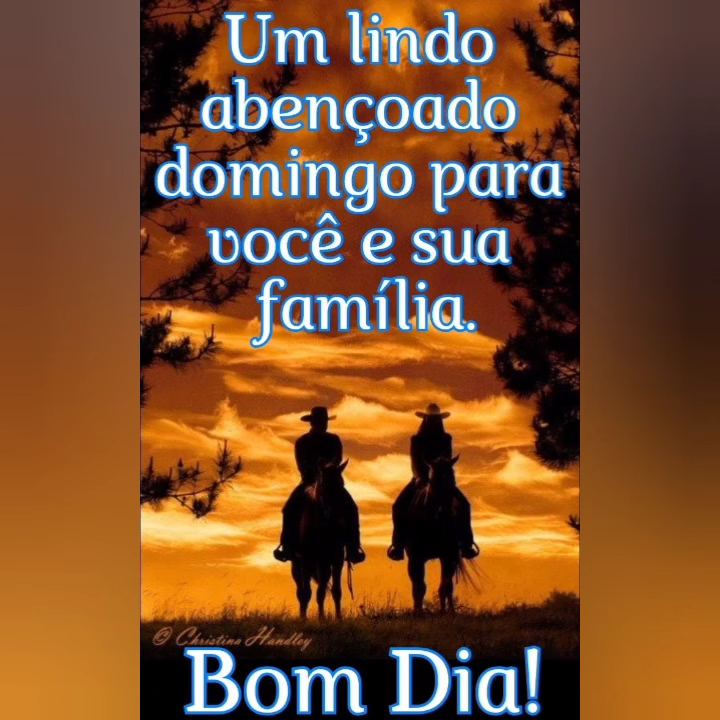 Um lindo
abençoado
domingo para
você e sua
família.
© Christina Handley
Bom Dia!